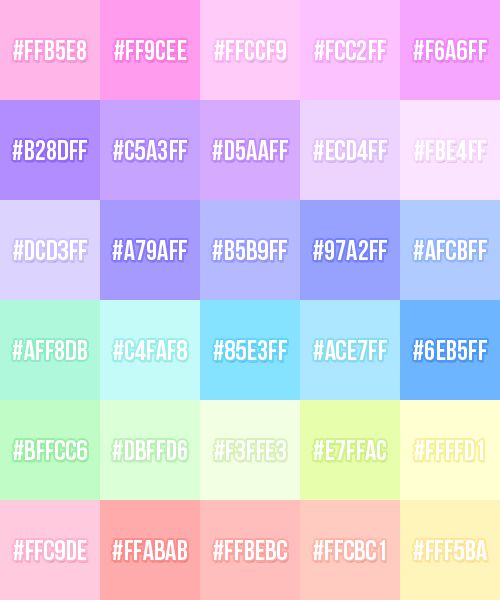 #FFB5E8 #FF9CEE #FFCCF9 #FCC2FF #F6A6FF
#B28DFF #C5A3FF #D5AAFF #ECD4FF #FBE4FF
#DCD3FF #A79AFF #B5B9FF #97A2FF #AFCBFF
#AFF8DB #C4FAF8 #85E3FF #ACE7FF #6EB5FF
#BFFCC6 #DBFFD6 #F3FFE3 #E7FFAC #FFFFD1
#FFC9DE #FFABAB #FFBEBC #FFCBC1 #FFF5BA